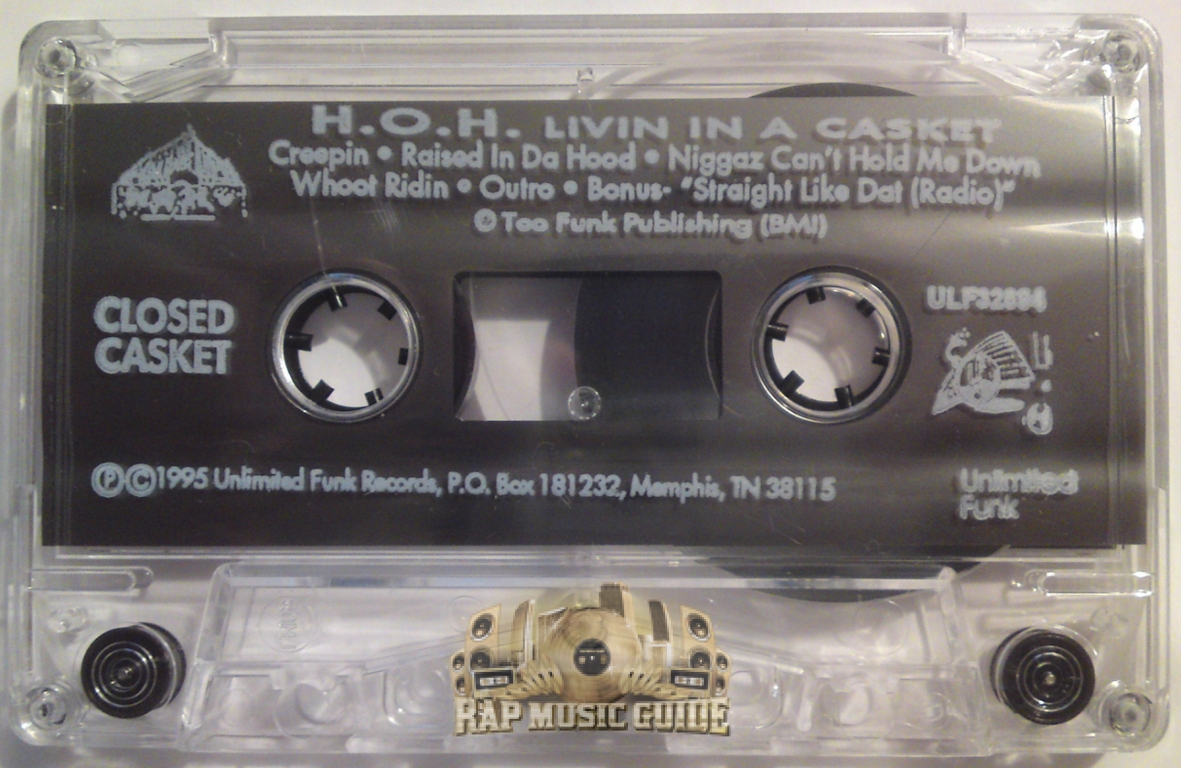 H.O.H. LIVIN IN A CASKET
Creepin • Raised In Da Hood • Niggaz Can't Hold Me Down
Whoot Ridin • Outro • Bonus- "Straight Like Dat (Radio)"
© Too Funk Publishing (BMI)
CLOSED
CASKET
℗©1995 Unlimited Funk Records, P.O. Box 181232, Memphis, TN 38115
Unlimited
Funk
RAP MUSIC GUIDE